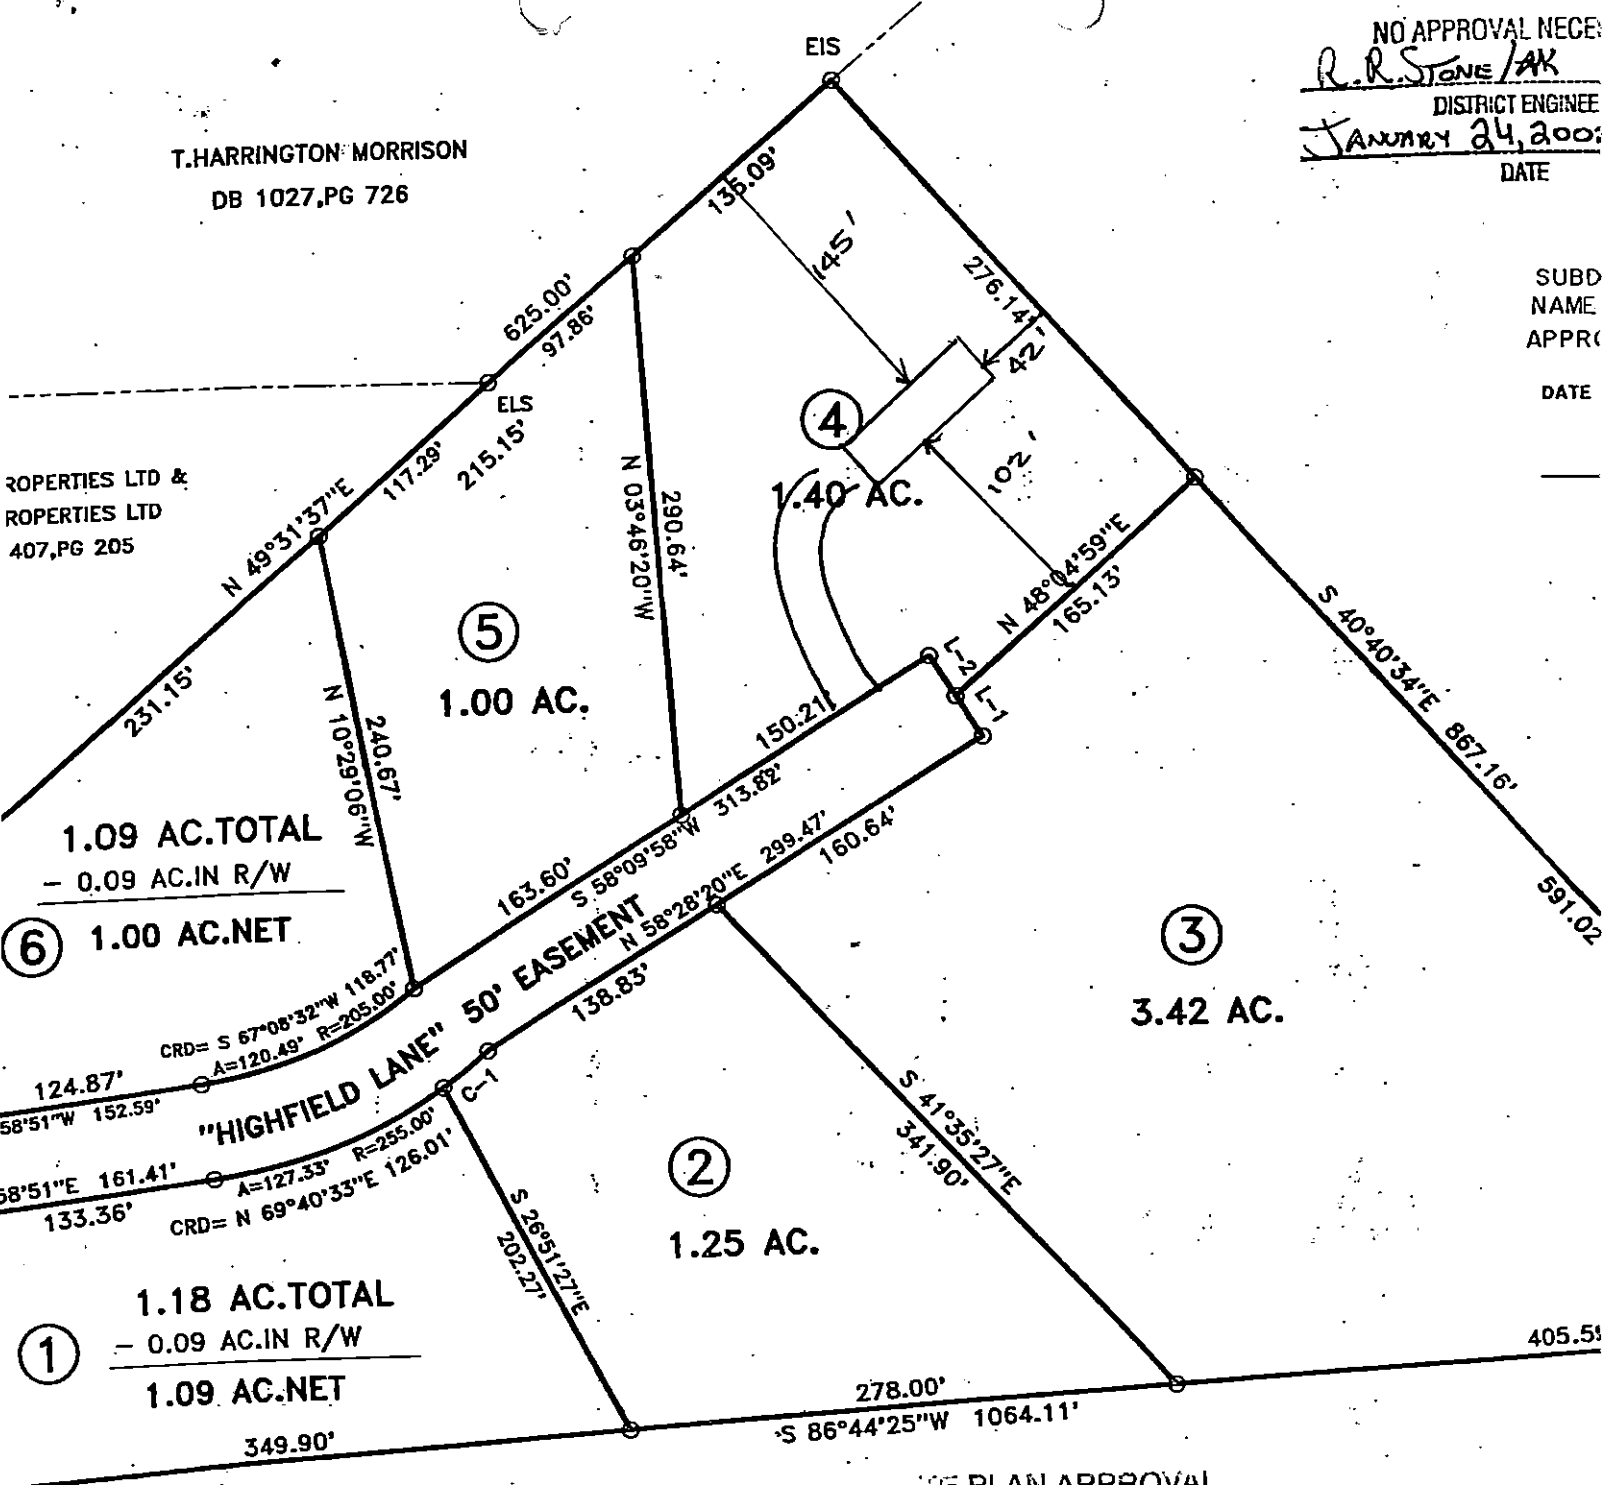 EIS
NO APPROVAL NECES
R. R. STONE / AK
DISTRICT ENGINEE
JANUARY 24, 200
DATE
T.HARRINGTON MORRISON
DB 1027,PG 726
135.09'
145'
276.14'
42'
SUBD
NAME
APPRO
DATE
625.00'
97.86'
ELS
215.15'
117.29'
ROPERTIES LTD &
ROPERTIES LTD
407,PG 205
N 49°31'37"E
231.15'
4
1.40 AC.
102'
N 03°46'20"W
290.64'
N 48°04'59"E
165.13'
L-2
L-1
S 40°40'34"E 867.16'
591.02
5
1.00 AC.
N 10°29'06"W
240.67'
150.21'
313.82'
S 58°09'58"W
163.60'
N 58°28'20"E 299.47'
160.64'
138.83'
1.09 AC.TOTAL
- 0.09 AC.IN R/W
6
1.00 AC.NET
CRD= S 67°08'32"W 118.77'
A=120.49' R=205.00'
124.87'
58'51"W 152.59'
"HIGHFIELD LANE" 50' EASEMENT
C-1
58'51"E 161.41'
133.36'
A=127.33' R=255.00'
CRD= N 69°40'33"E 126.01'
3
3.42 AC.
S 41°35'27"E
341.90'
2
1.25 AC.
S 26°51'27"E
202.27'
1.18 AC.TOTAL
- 0.09 AC.IN R/W
1
1.09 AC.NET
349.90'
278.00'
S 86°44'25"W 1064.11'
405.5
PLAN APPROVAL